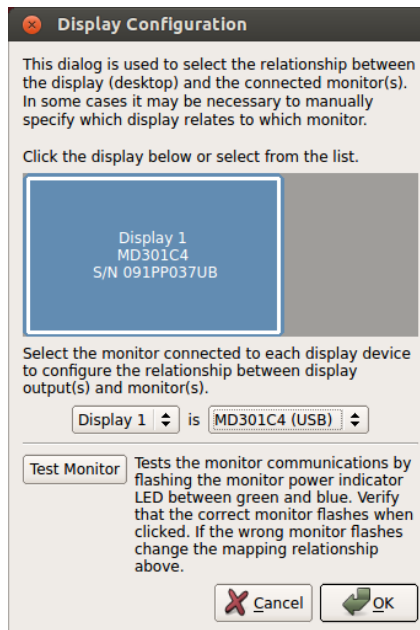 Display Configuration
This dialog is used to select the relationship between
the display (desktop) and the connected monitor(s).
In some cases it may be necessary to manually
specify which display relates to which monitor.
Click the display below or select from the list.
Display 1
MD301C4
S/N 091PP037UB
Select the monitor connected to each display device
to configure the relationship between display
output(s) and monitor(s).
Display 1 is MD301C4 (USB)
Test Monitor
Tests the monitor communications by
flashing the monitor power indicator
LED between green and blue. Verify
that the correct monitor flashes when
clicked. If the wrong monitor flashes
change the mapping relationship
above.
Cancel OK